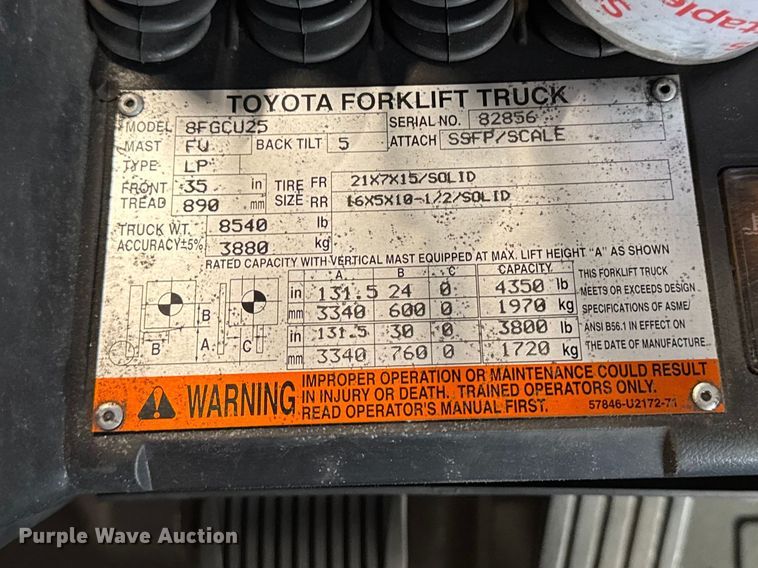 Staple
TOYOTA FORKLIFT TRUCK
MODEL 8FGCU25 SERIAL NO. 82856
MAST FV BACK TILT 5 ATTACH SSFP/SCALE
TYPE LP
FRONT TREAD 35 in 890 mm
TIRE SIZE FR 21X7X15/SOLID
RR 16X5X10-1/2/SOLID
TRUCK WT. 8540 lb
ACCURACY±5% 3880 kg
RATED CAPACITY WITH VERTICAL MAST EQUIPPED AT MAX. LIFT HEIGHT "A" AS SHOWN
A B C CAPACITY
in 131.5 24 0 4350 lb
mm 3340 600 0 1970 kg
in 131.5 30 0 3800 lb
mm 3340 760 0 1720 kg
B B A C
THIS FORKLIFT TRUCK
MEETS OR EXCEEDS DESIGN
SPECIFICATIONS OF ASME/
ANSI B56.1 IN EFFECT ON
THE DATE OF MANUFACTURE.
WARNING
IMPROPER OPERATION OR MAINTENANCE COULD RESULT
IN INJURY OR DEATH. TRAINED OPERATORS ONLY.
READ OPERATOR'S MANUAL FIRST. 57846-U2172-71
Purple Wave Auction